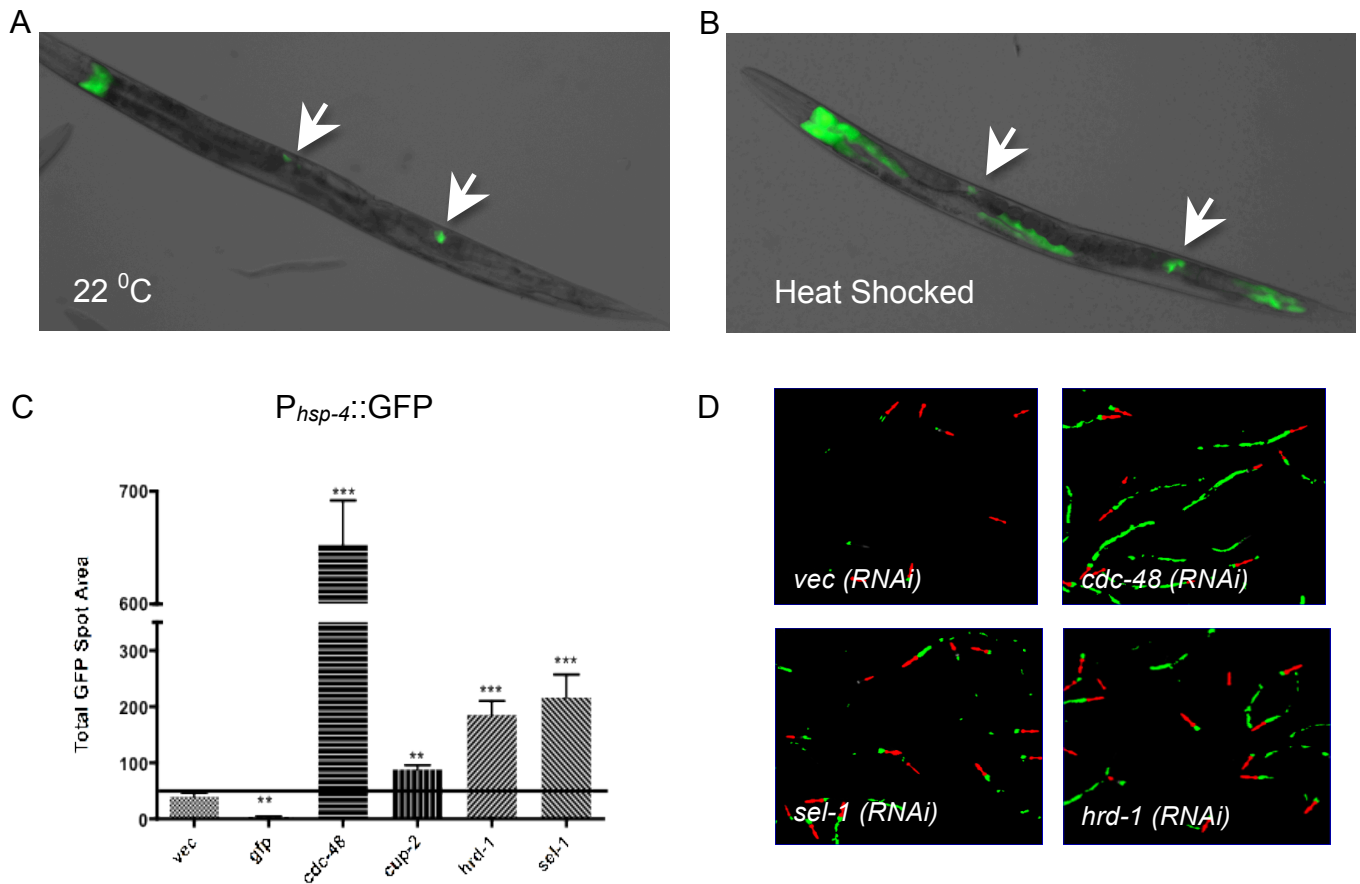 A
B
22 ⁰C
Heat Shocked
C
P_hsp-4::GFP
D
700
600
300
200
100
0
Total GFP Spot Area
***
**
***
**
***
***
vec
gfp
cdc-48
cup-2
hrd-1
sel-1
vec (RNAi)
cdc-48 (RNAi)
sel-1 (RNAi)
hrd-1 (RNAi)